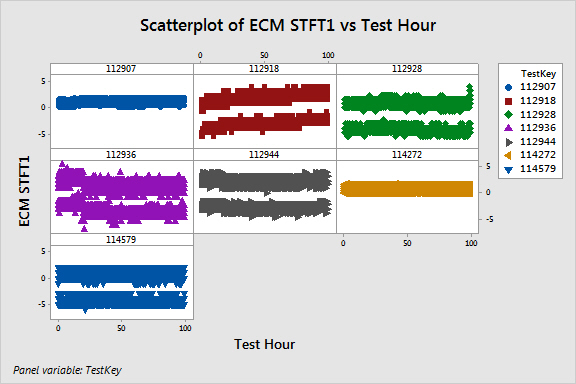 Scatterplot of ECM STFT1 vs Test Hour
0 50 100
112907 112918 112928
5
0
-5
112936 112944 114272
5
0
-5
114579
0 50 100
5
0
-5
0 50 100
ECM STFT1
Test Hour
TestKey
112907
112918
112928
112936
112944
114272
114579
Panel variable: TestKey